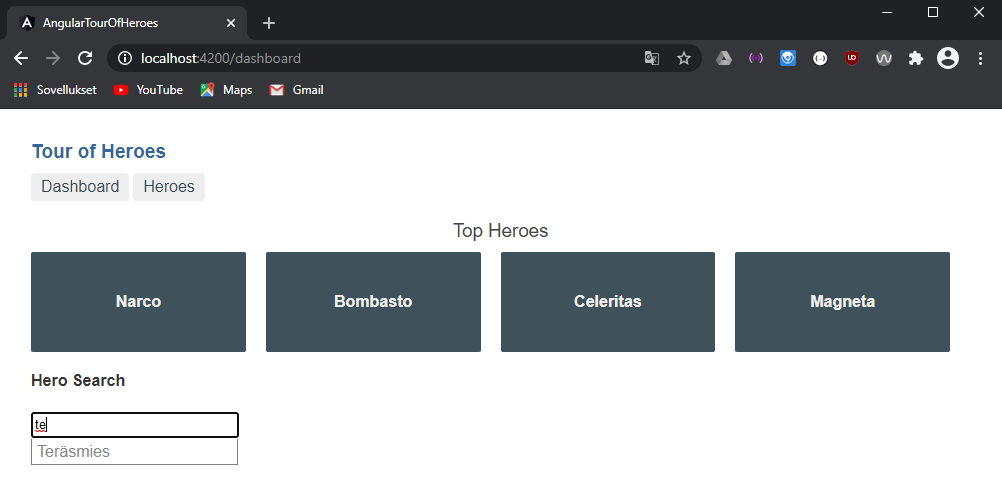 AngularTourOfHeroes
localhost:4200/dashboard
Sovellukset YouTube Maps Gmail
Tour of Heroes
Dashboard Heroes
Top Heroes
Narco Bombasto Celeritas Magneta
Hero Search
te
Teräsmies